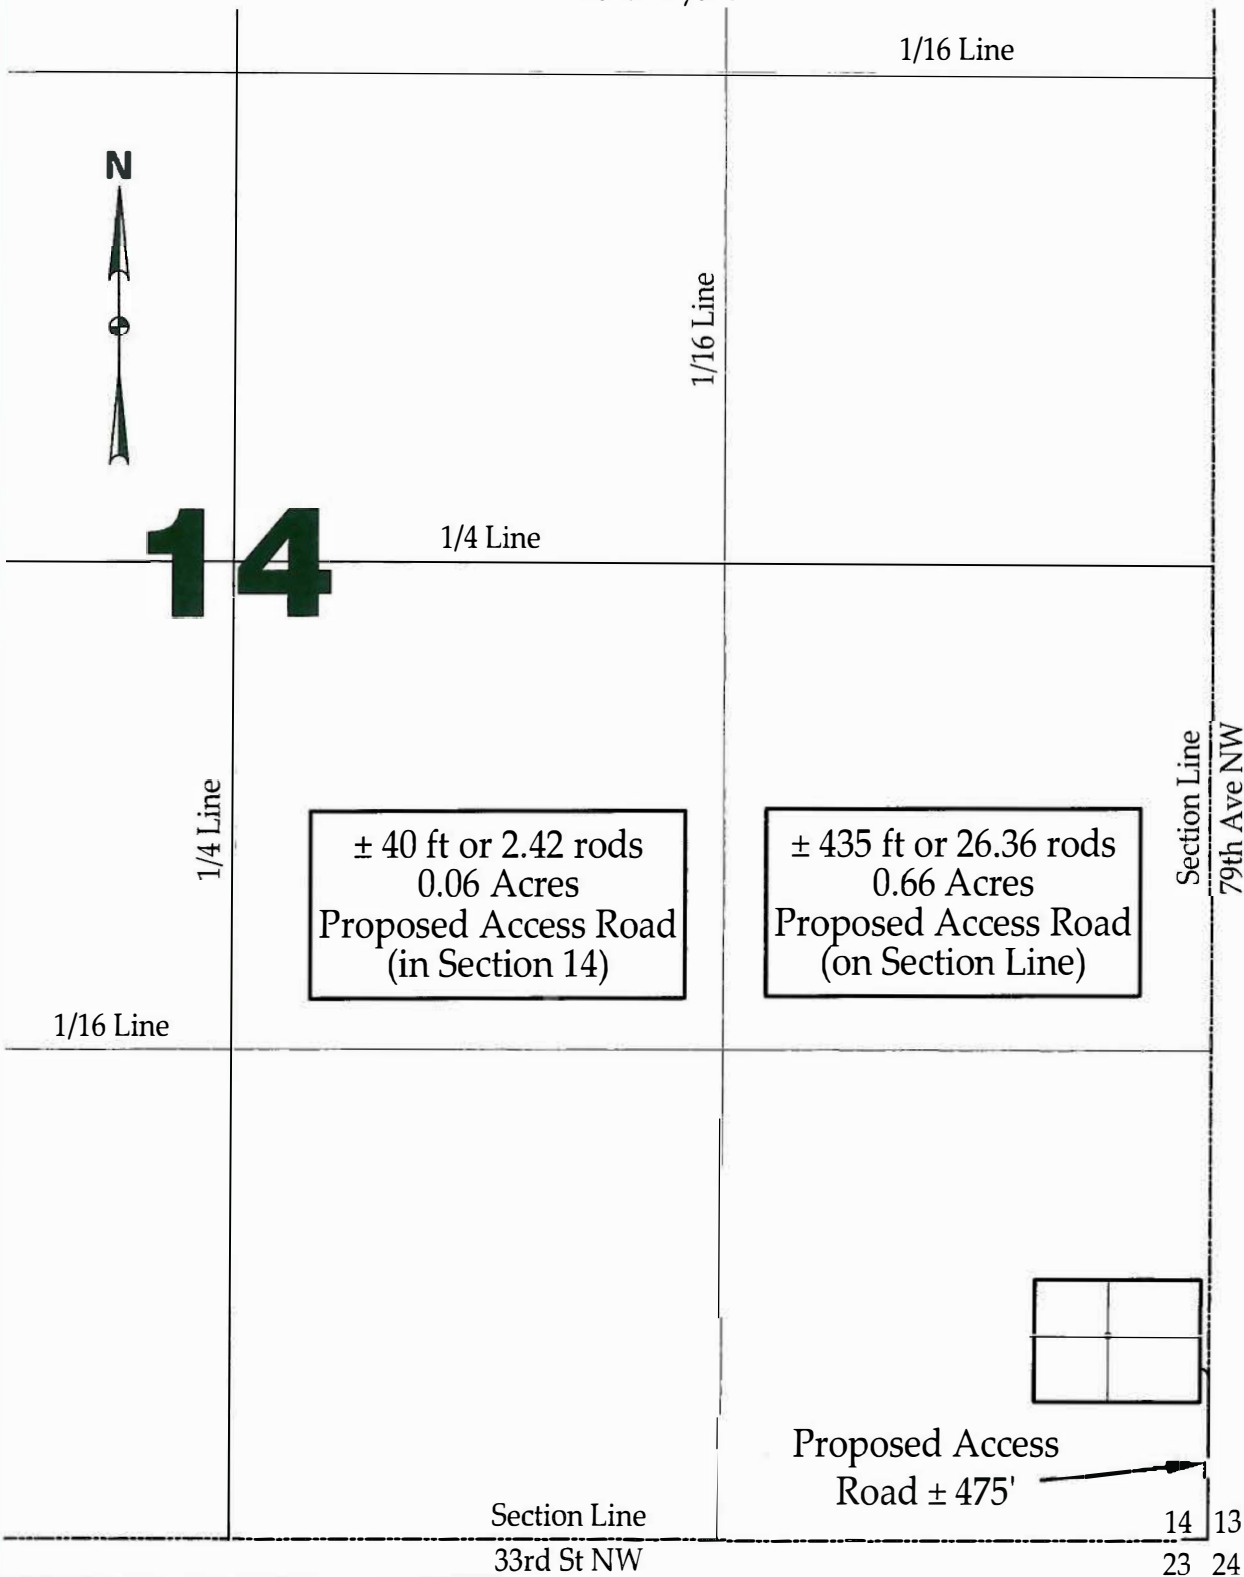 1/16 Line
N
1/16 Line
14
1/4 Line
Section Line
79th Ave NW
1/4 Line
± 40 ft or 2.42 rods
0.06 Acres
Proposed Access Road
(in Section 14)
± 435 ft or 26.36 rods
0.66 Acres
Proposed Access Road
(on Section Line)
1/16 Line
Proposed Access
Road ± 475'
Section Line
14 13
33rd St NW
23 24